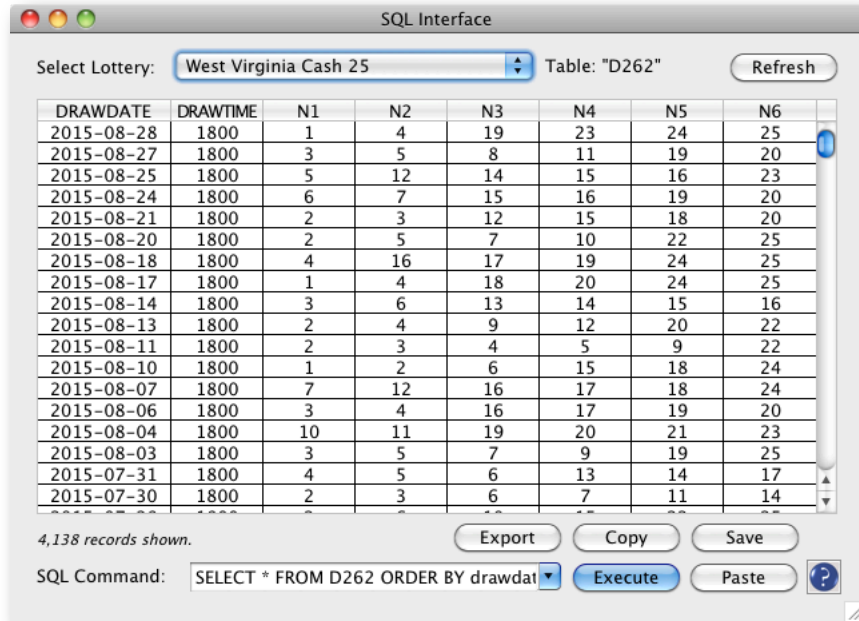 SQL Interface
Select Lottery: West Virginia Cash 25 Table: "D262" Refresh
DRAWDATE DRAWTIME N1 N2 N3 N4 N5 N6
2015-08-28 1800 1 4 19 23 24 25
2015-08-27 1800 3 5 8 11 19 20
2015-08-25 1800 5 12 14 15 16 23
2015-08-24 1800 6 7 15 16 19 20
2015-08-21 1800 2 3 12 15 18 20
2015-08-20 1800 2 5 7 10 22 25
2015-08-18 1800 4 16 17 19 24 25
2015-08-17 1800 1 4 18 20 24 25
2015-08-14 1800 3 6 13 14 15 16
2015-08-13 1800 2 4 9 12 20 22
2015-08-11 1800 2 3 4 5 9 22
2015-08-10 1800 1 2 6 15 18 24
2015-08-07 1800 7 12 16 17 18 24
2015-08-06 1800 3 4 16 17 19 20
2015-08-04 1800 10 11 19 20 21 23
2015-08-03 1800 3 5 7 9 19 25
2015-07-31 1800 4 5 6 13 14 17
2015-07-30 1800 2 3 6 7 11 14
4,138 records shown. Export Copy Save
SQL Command: SELECT * FROM D262 ORDER BY drawdat Execute Paste ?